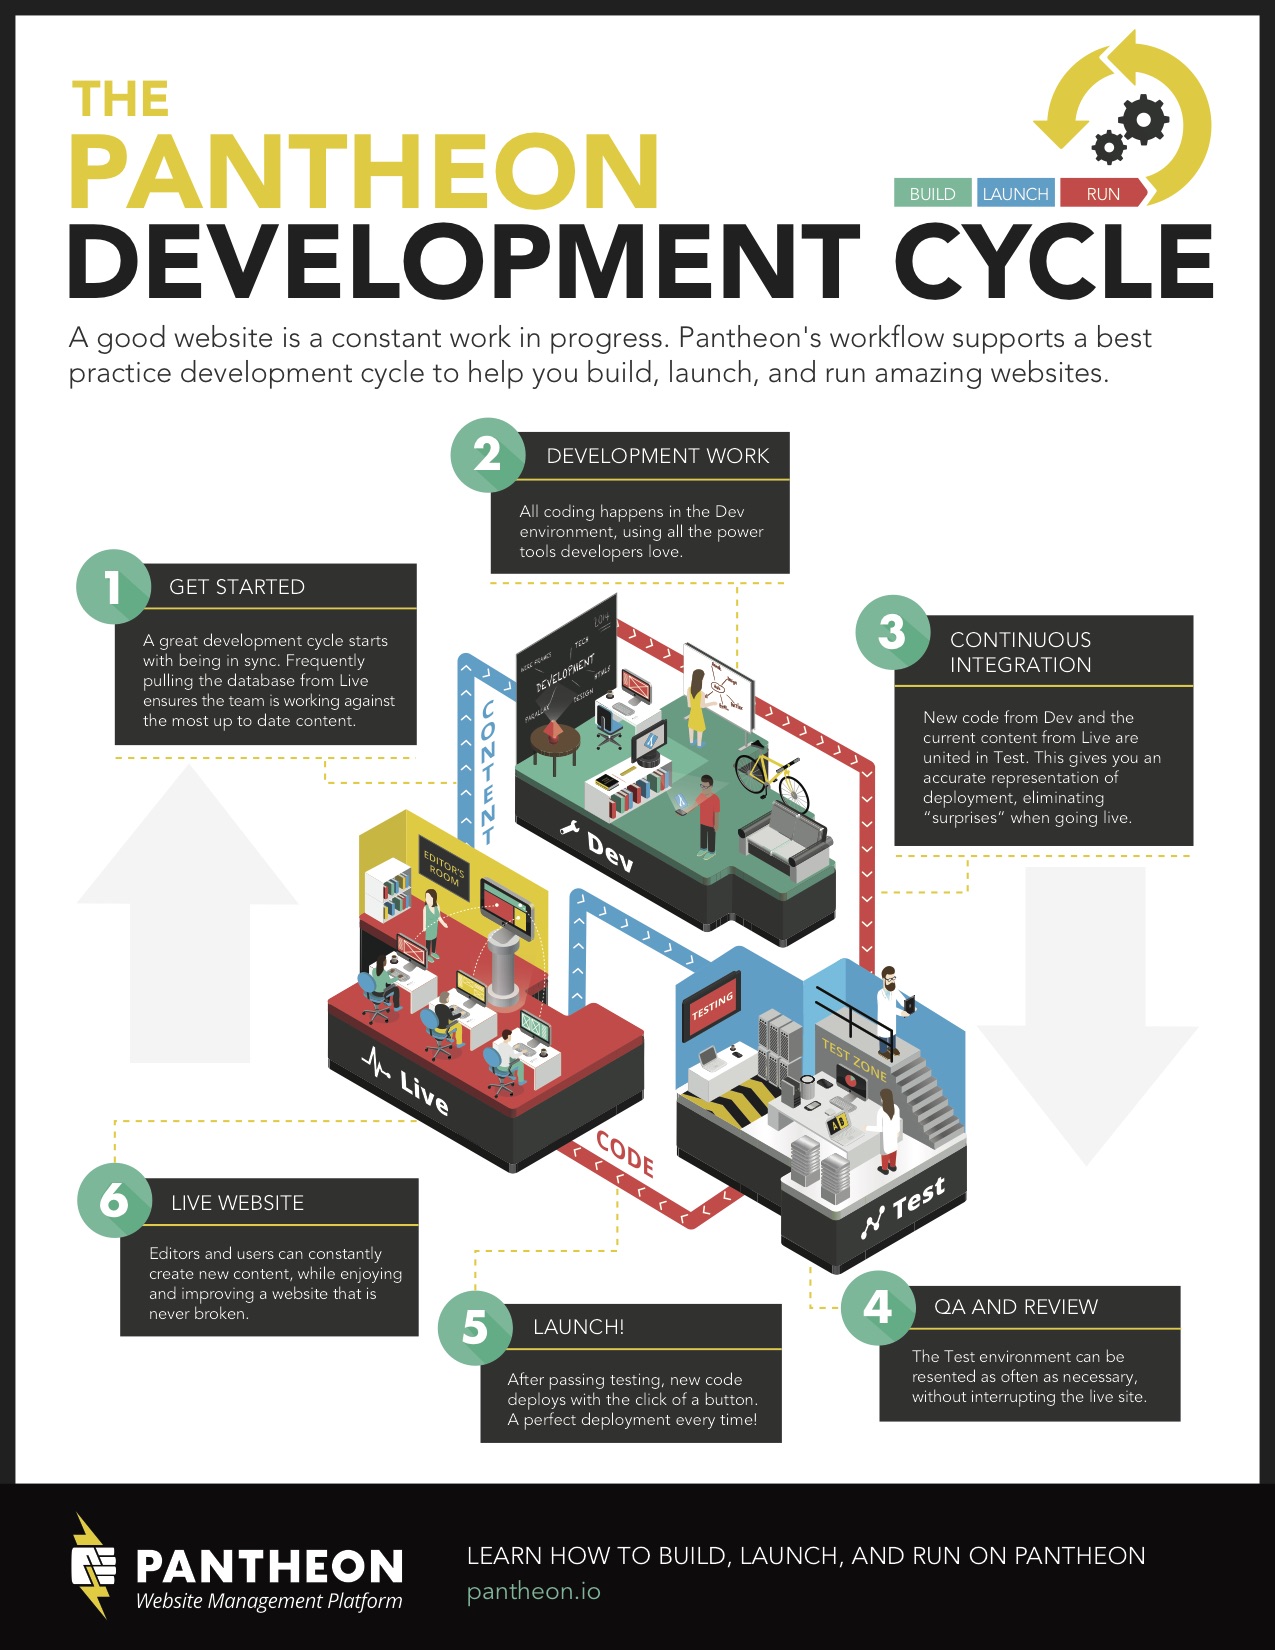 THE
PANTHEON
BUILD LAUNCH RUN
DEVELOPMENT CYCLE
A good website is a constant work in progress. Pantheon's workflow supports a best
practice development cycle to help you build, launch, and run amazing websites.
2
DEVELOPMENT WORK
All coding happens in the Dev
environment, using all the power
tools developers love.
1
GET STARTED
A great development cycle starts
with being in sync. Frequently
pulling the database from Live
ensures the team is working against
the most up to date content.
3
CONTINUOUS
INTEGRATION
New code from Dev and the
current content from Live are
united in Test. This gives you an
accurate representation of
deployment, eliminating
“surprises” when going live.
2014
TECH
WIRE FRAMES
DEVELOPMENT
STYLE
DESIGN
PARALLAX
CONTENT
Dev
EDITOR'S
ROOM
Live
TESTING
TEST ZONE
Test
CODE
6
LIVE WEBSITE
Editors and users can constantly
create new content, while enjoying
and improving a website that is
never broken.
5
LAUNCH!
After passing testing, new code
deploys with the click of a button.
A perfect deployment every time!
4
QA AND REVIEW
The Test environment can be
resented as often as necessary,
without interrupting the live site.
PANTHEON
Website Management Platform
LEARN HOW TO BUILD, LAUNCH, AND RUN ON PANTHEON
pantheon.io